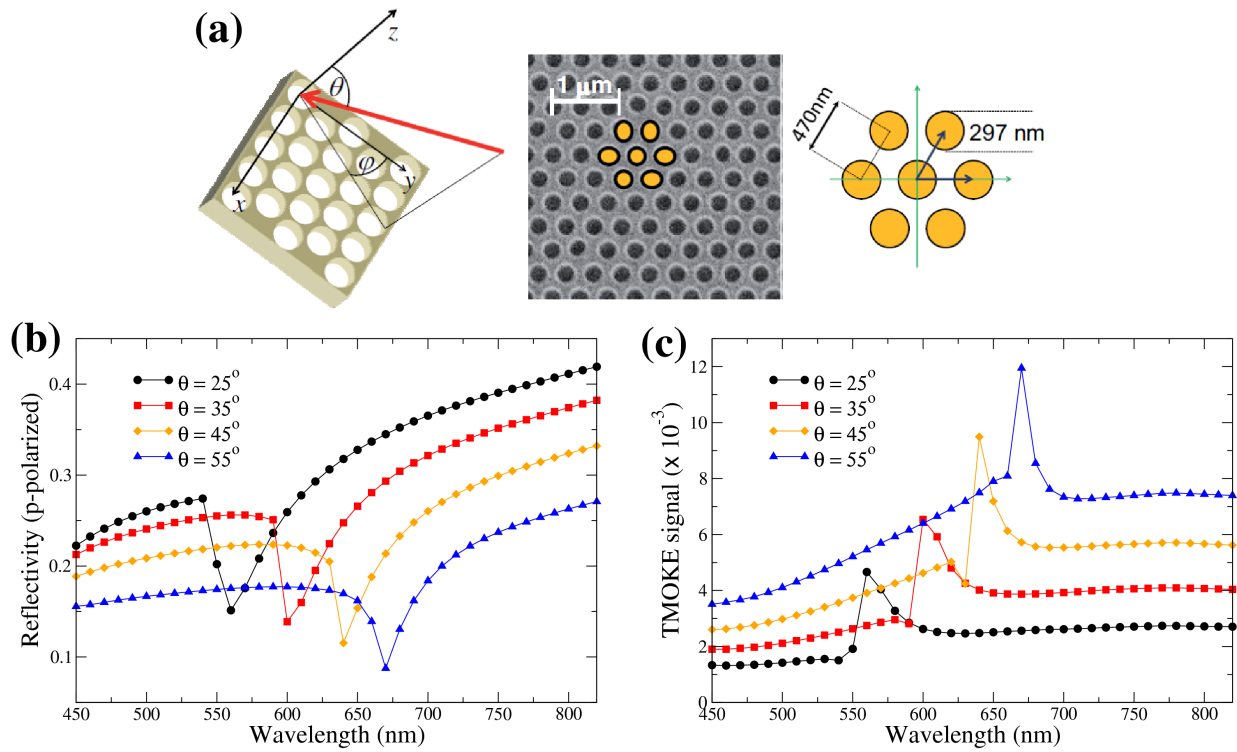 (a)
z
θ
φ
y
x
1 μm
470nm
297 nm
(b)
θ = 25°
θ = 35°
θ = 45°
θ = 55°
Reflectivity (p-polarized)
0.4
0.3
0.2
0.1
450 500 550 600 650 700 750 800
Wavelength (nm)
(c)
θ = 25°
θ = 35°
θ = 45°
θ = 55°
TMOKE signal (× 10⁻³)
12
10
8
6
4
2
0
450 500 550 600 650 700 750 800
Wavelength (nm)